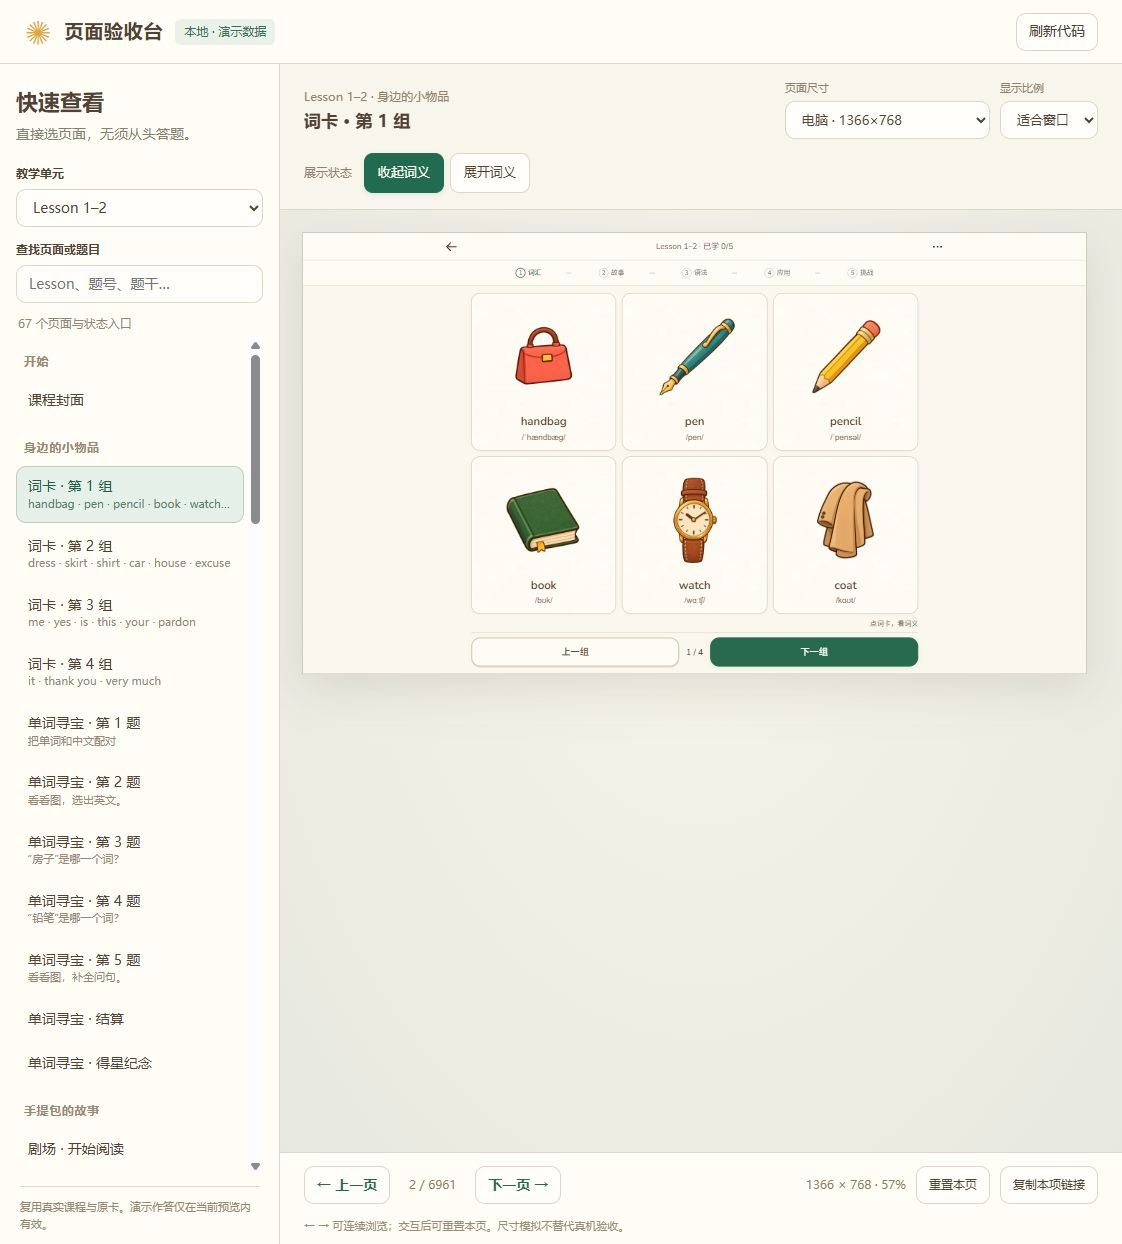 页面验收台
本地 · 演示数据
刷新代码
快速查看
直接选页面，无须从头答题。
教学单元
Lesson 1–2
查找页面或题目
Lesson、题号、题干...
67 个页面与状态入口
开始
课程封面
身边的小物品
词卡 · 第 1 组
handbag · pen · pencil · book · watch...
词卡 · 第 2 组
dress · skirt · shirt · car · house · excuse
词卡 · 第 3 组
me · yes · is · this · your · pardon
词卡 · 第 4 组
it · thank you · very much
单词寻宝 · 第 1 题
把单词和中文配对
单词寻宝 · 第 2 题
看看图，选出英文。
单词寻宝 · 第 3 题
“房子”是哪一个词？
单词寻宝 · 第 4 题
“铅笔”是哪一个词？
单词寻宝 · 第 5 题
看看图，补全问句。
单词寻宝 · 结算
单词寻宝 · 得星纪念
手提包的故事
剧场 · 开始阅读
复用真实课程与原卡。演示作答仅在当前预览内
有效。
Lesson 1–2 · 身边的小物品
词卡 • 第 1 组
页面尺寸
电脑 · 1366×768
显示比例
适合窗口
展示状态
收起词义
展开词义
← Lesson 1–2 · 已学 0/5 ···
1 词汇 – 2 故事 – 3 语法 – 4 应用 – 5 挑战
handbag
/ˈhændbæɡ/
pen
/pen/
pencil
/ˈpensəl/
book
/bʊk/
watch
/wɑːtʃ/
coat
/koʊt/
点词卡，看词义
上一组
1 / 4
下一组
← 上一页
2 / 6961
下一页 →
1366 × 768 · 57%
重置本页
复制本项链接
← → 可连续浏览；交互后可重置本页。尺寸模拟不替代真机验收。